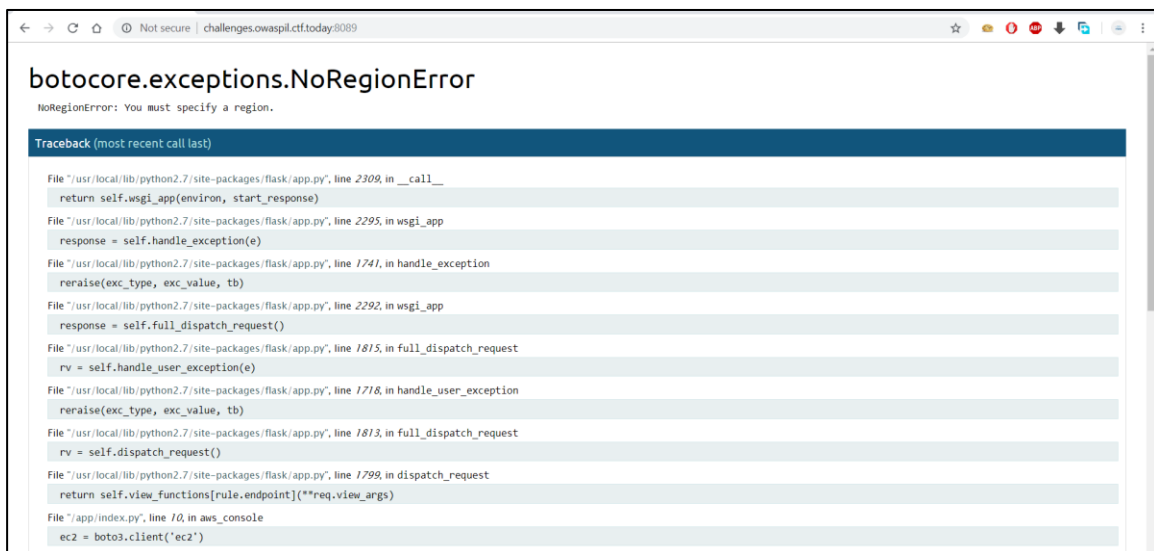 Not secure | challenges.owaspil.ctf.today:8089
ABP
botocore.exceptions.NoRegionError
NoRegionError: You must specify a region.
Traceback (most recent call last)
File "/usr/local/lib/python2.7/site-packages/flask/app.py", line 2309, in __call__
return self.wsgi_app(environ, start_response)
File "/usr/local/lib/python2.7/site-packages/flask/app.py", line 2295, in wsgi_app
response = self.handle_exception(e)
File "/usr/local/lib/python2.7/site-packages/flask/app.py", line 1741, in handle_exception
reraise(exc_type, exc_value, tb)
File "/usr/local/lib/python2.7/site-packages/flask/app.py", line 2292, in wsgi_app
response = self.full_dispatch_request()
File "/usr/local/lib/python2.7/site-packages/flask/app.py", line 1815, in full_dispatch_request
rv = self.handle_user_exception(e)
File "/usr/local/lib/python2.7/site-packages/flask/app.py", line 1718, in handle_user_exception
reraise(exc_type, exc_value, tb)
File "/usr/local/lib/python2.7/site-packages/flask/app.py", line 1813, in full_dispatch_request
rv = self.dispatch_request()
File "/usr/local/lib/python2.7/site-packages/flask/app.py", line 1799, in dispatch_request
return self.view_functions[rule.endpoint](**req.view_args)
File "/app/index.py", line 10, in aws_console
ec2 = boto3.client('ec2')